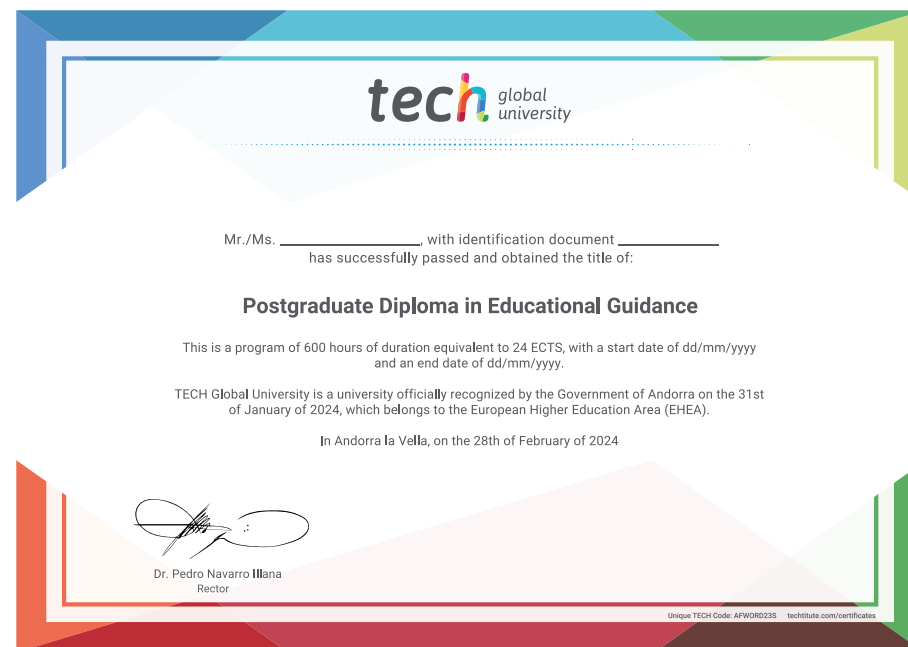 tech global university
Mr./Ms. ____________________, with identification document ______________
has successfully passed and obtained the title of:
Postgraduate Diploma in Educational Guidance
This is a program of 600 hours of duration equivalent to 24 ECTS, with a start date of dd/mm/yyyy
and an end date of dd/mm/yyyy.
TECH Global University is a university officially recognized by the Government of Andorra on the 31st
of January of 2024, which belongs to the European Higher Education Area (EHEA).
In Andorra la Vella, on the 28th of February of 2024
Dr. Pedro Navarro Illana
Rector
Unique TECH Code: AFWORD23S techtitute.com/certificates